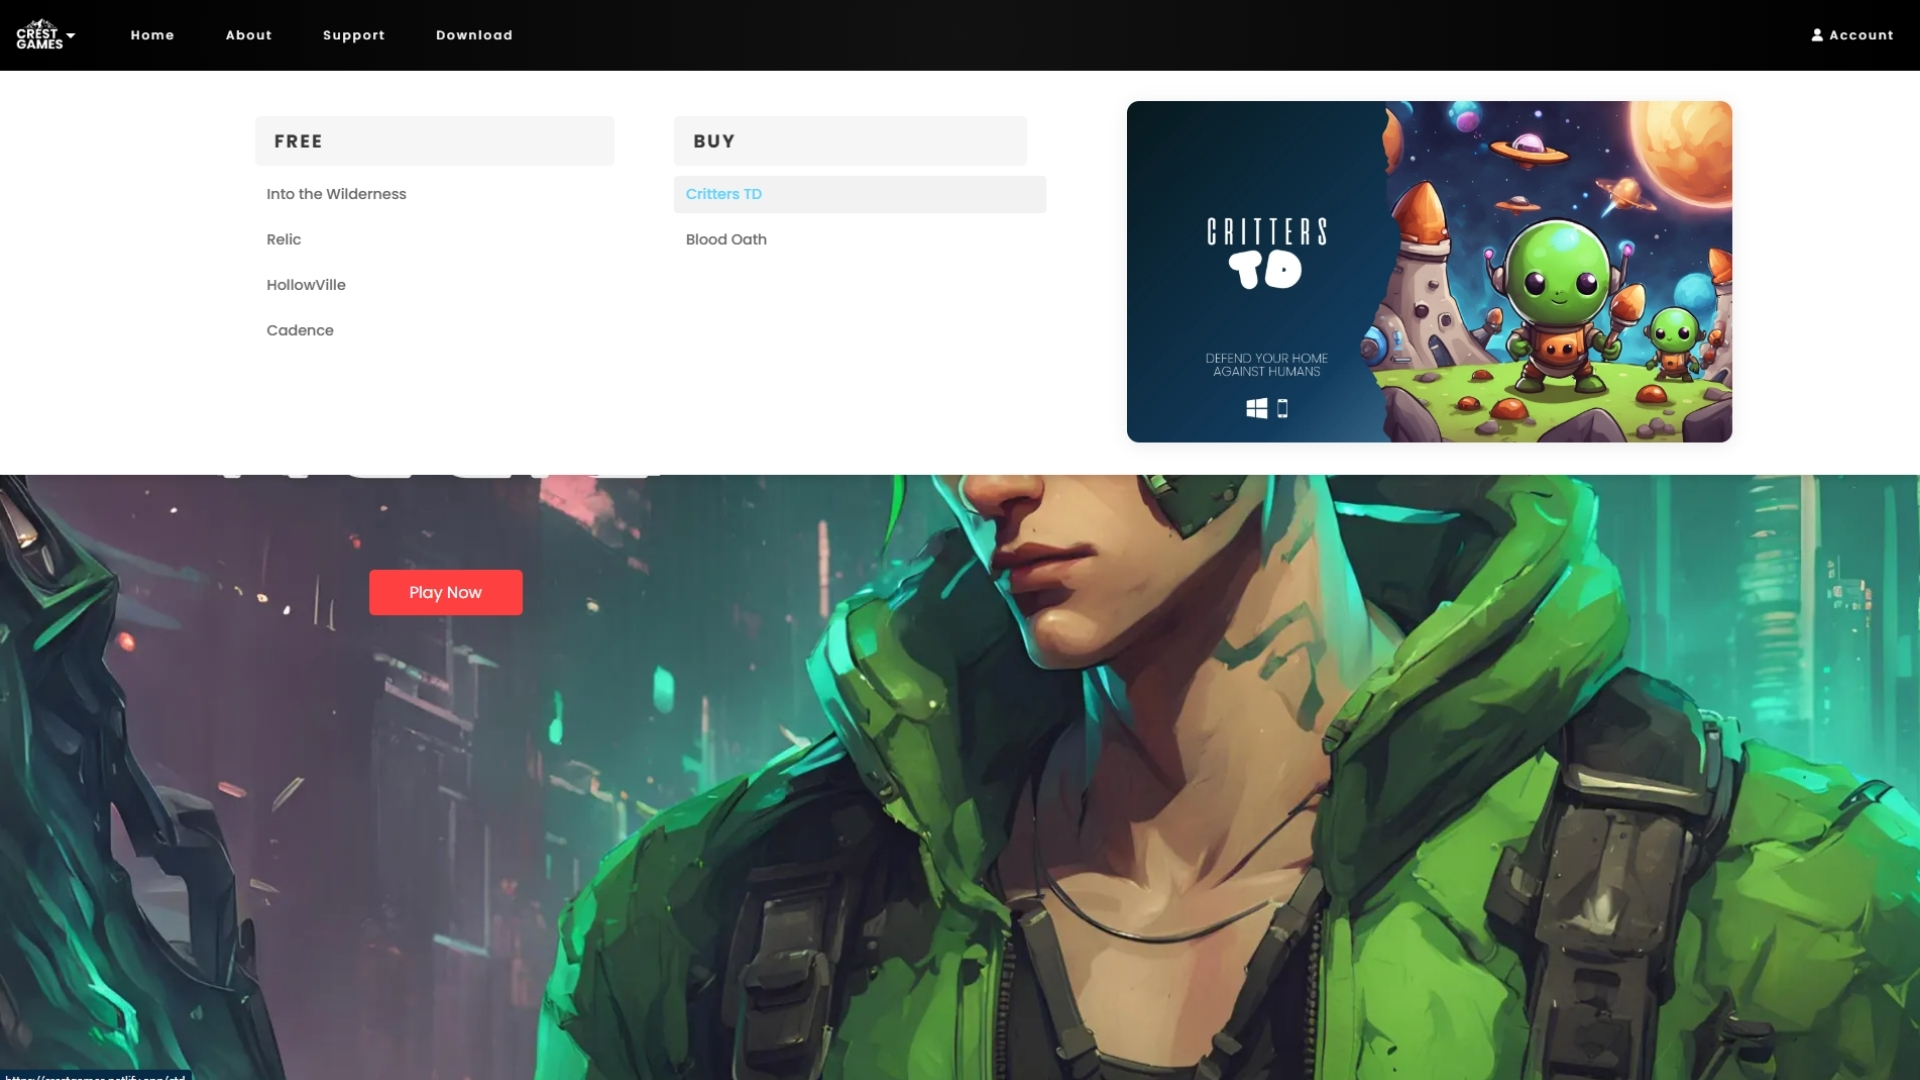 CREST
GAMES
Home
About
Support
Download
Account
FREE
Into the Wilderness
Relic
HollowVille
Cadence
BUY
Critters TD
Blood Oath
CRITTERS
TD
DEFEND YOUR HOME
AGAINST HUMANS
Play Now